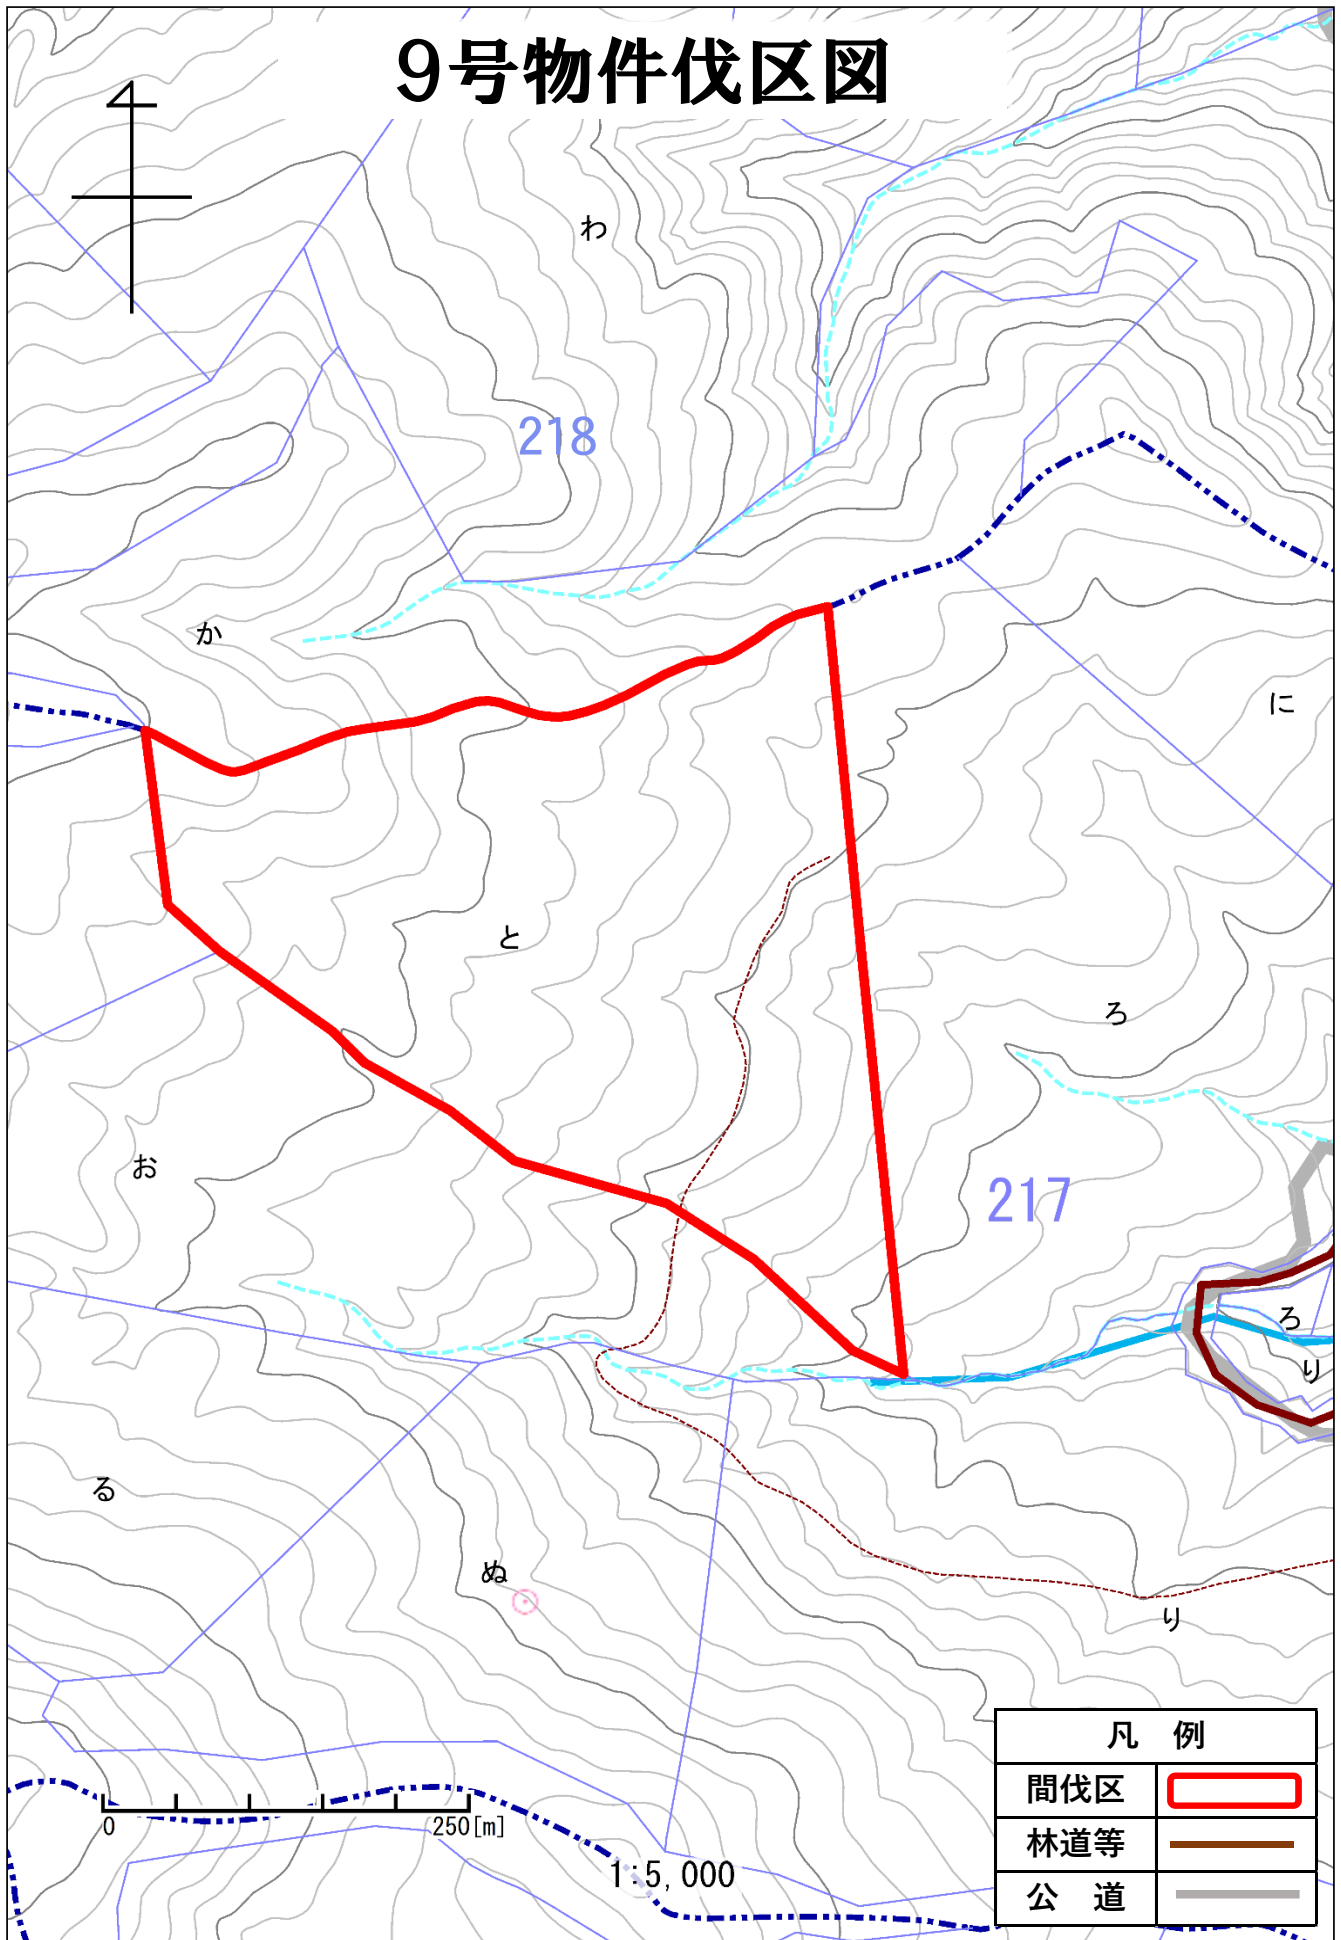 ９号物件伐区図
わ
218
か
に
と
ろ
お
217
ろ
り
る
ぬ
り
0 250[m]
1:5,000
凡 例
間伐区
林道等
公 道